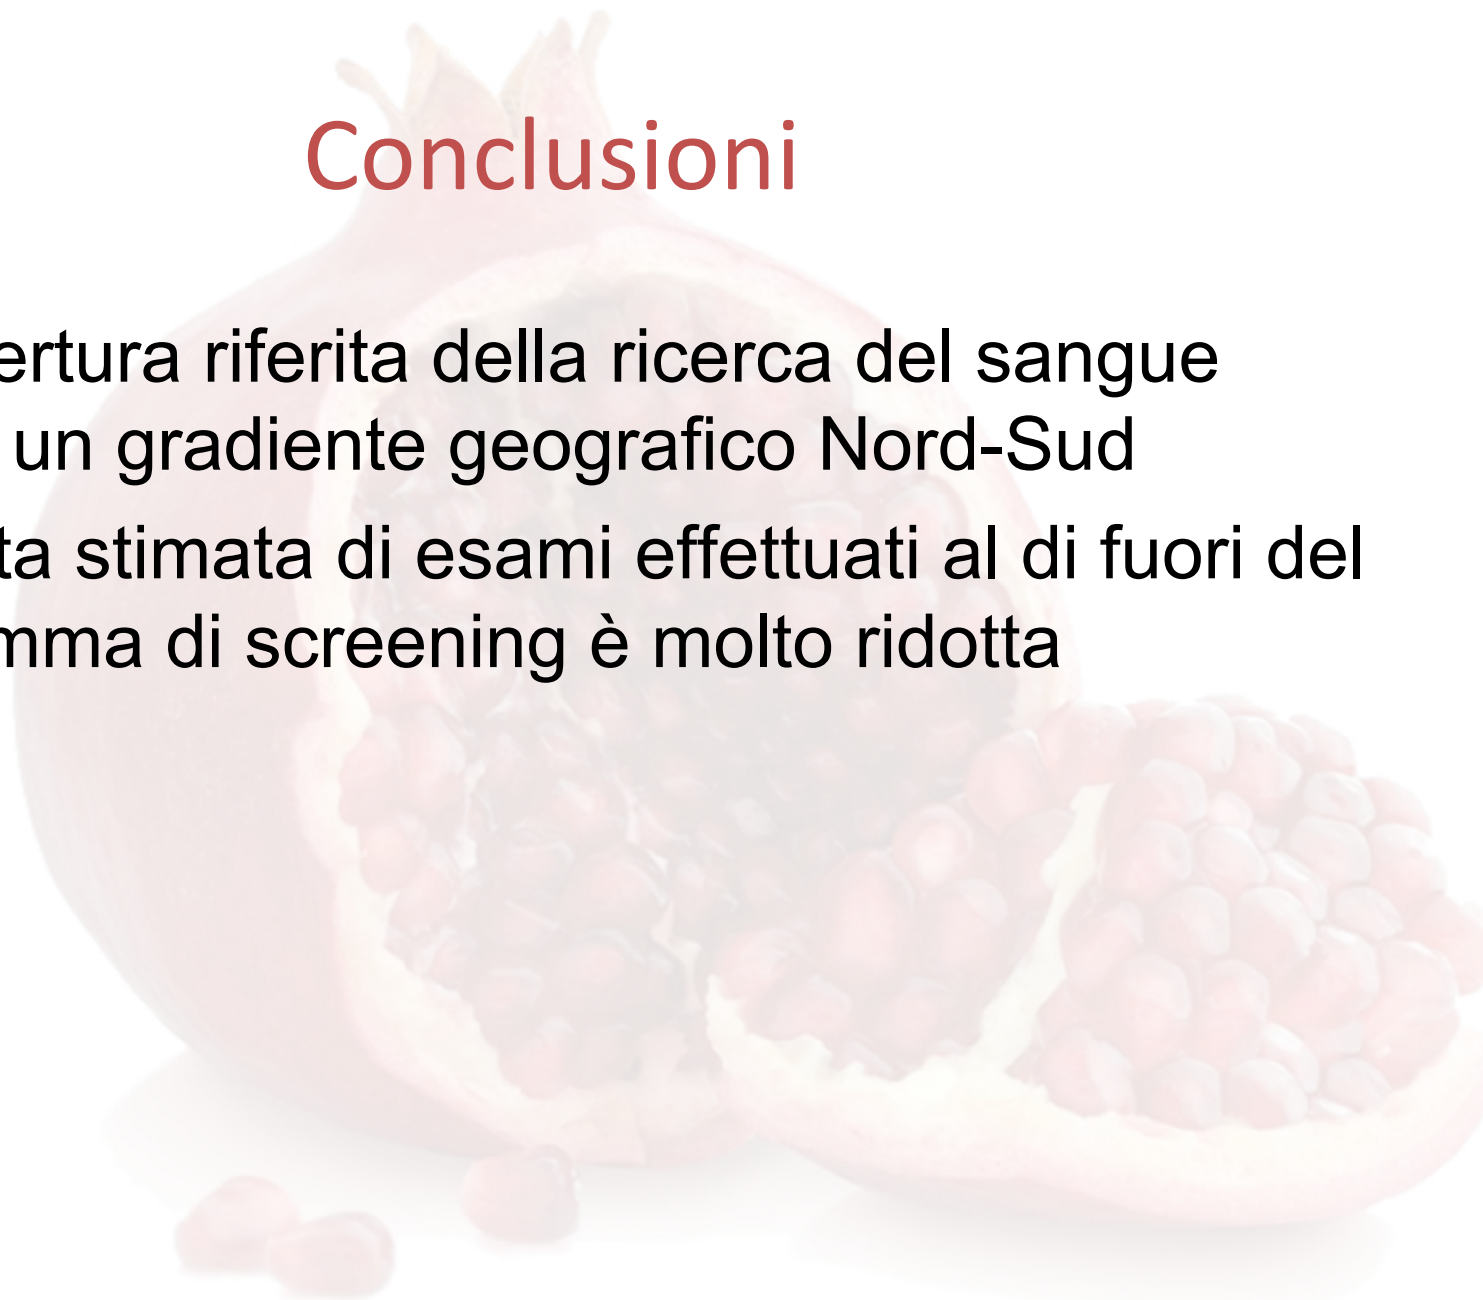 Conclusioni
ertura riferita della ricerca del sangue
un gradiente geografico Nord-Sud
ta stimata di esami effettuati al di fuori del
mma di screening è molto ridotta